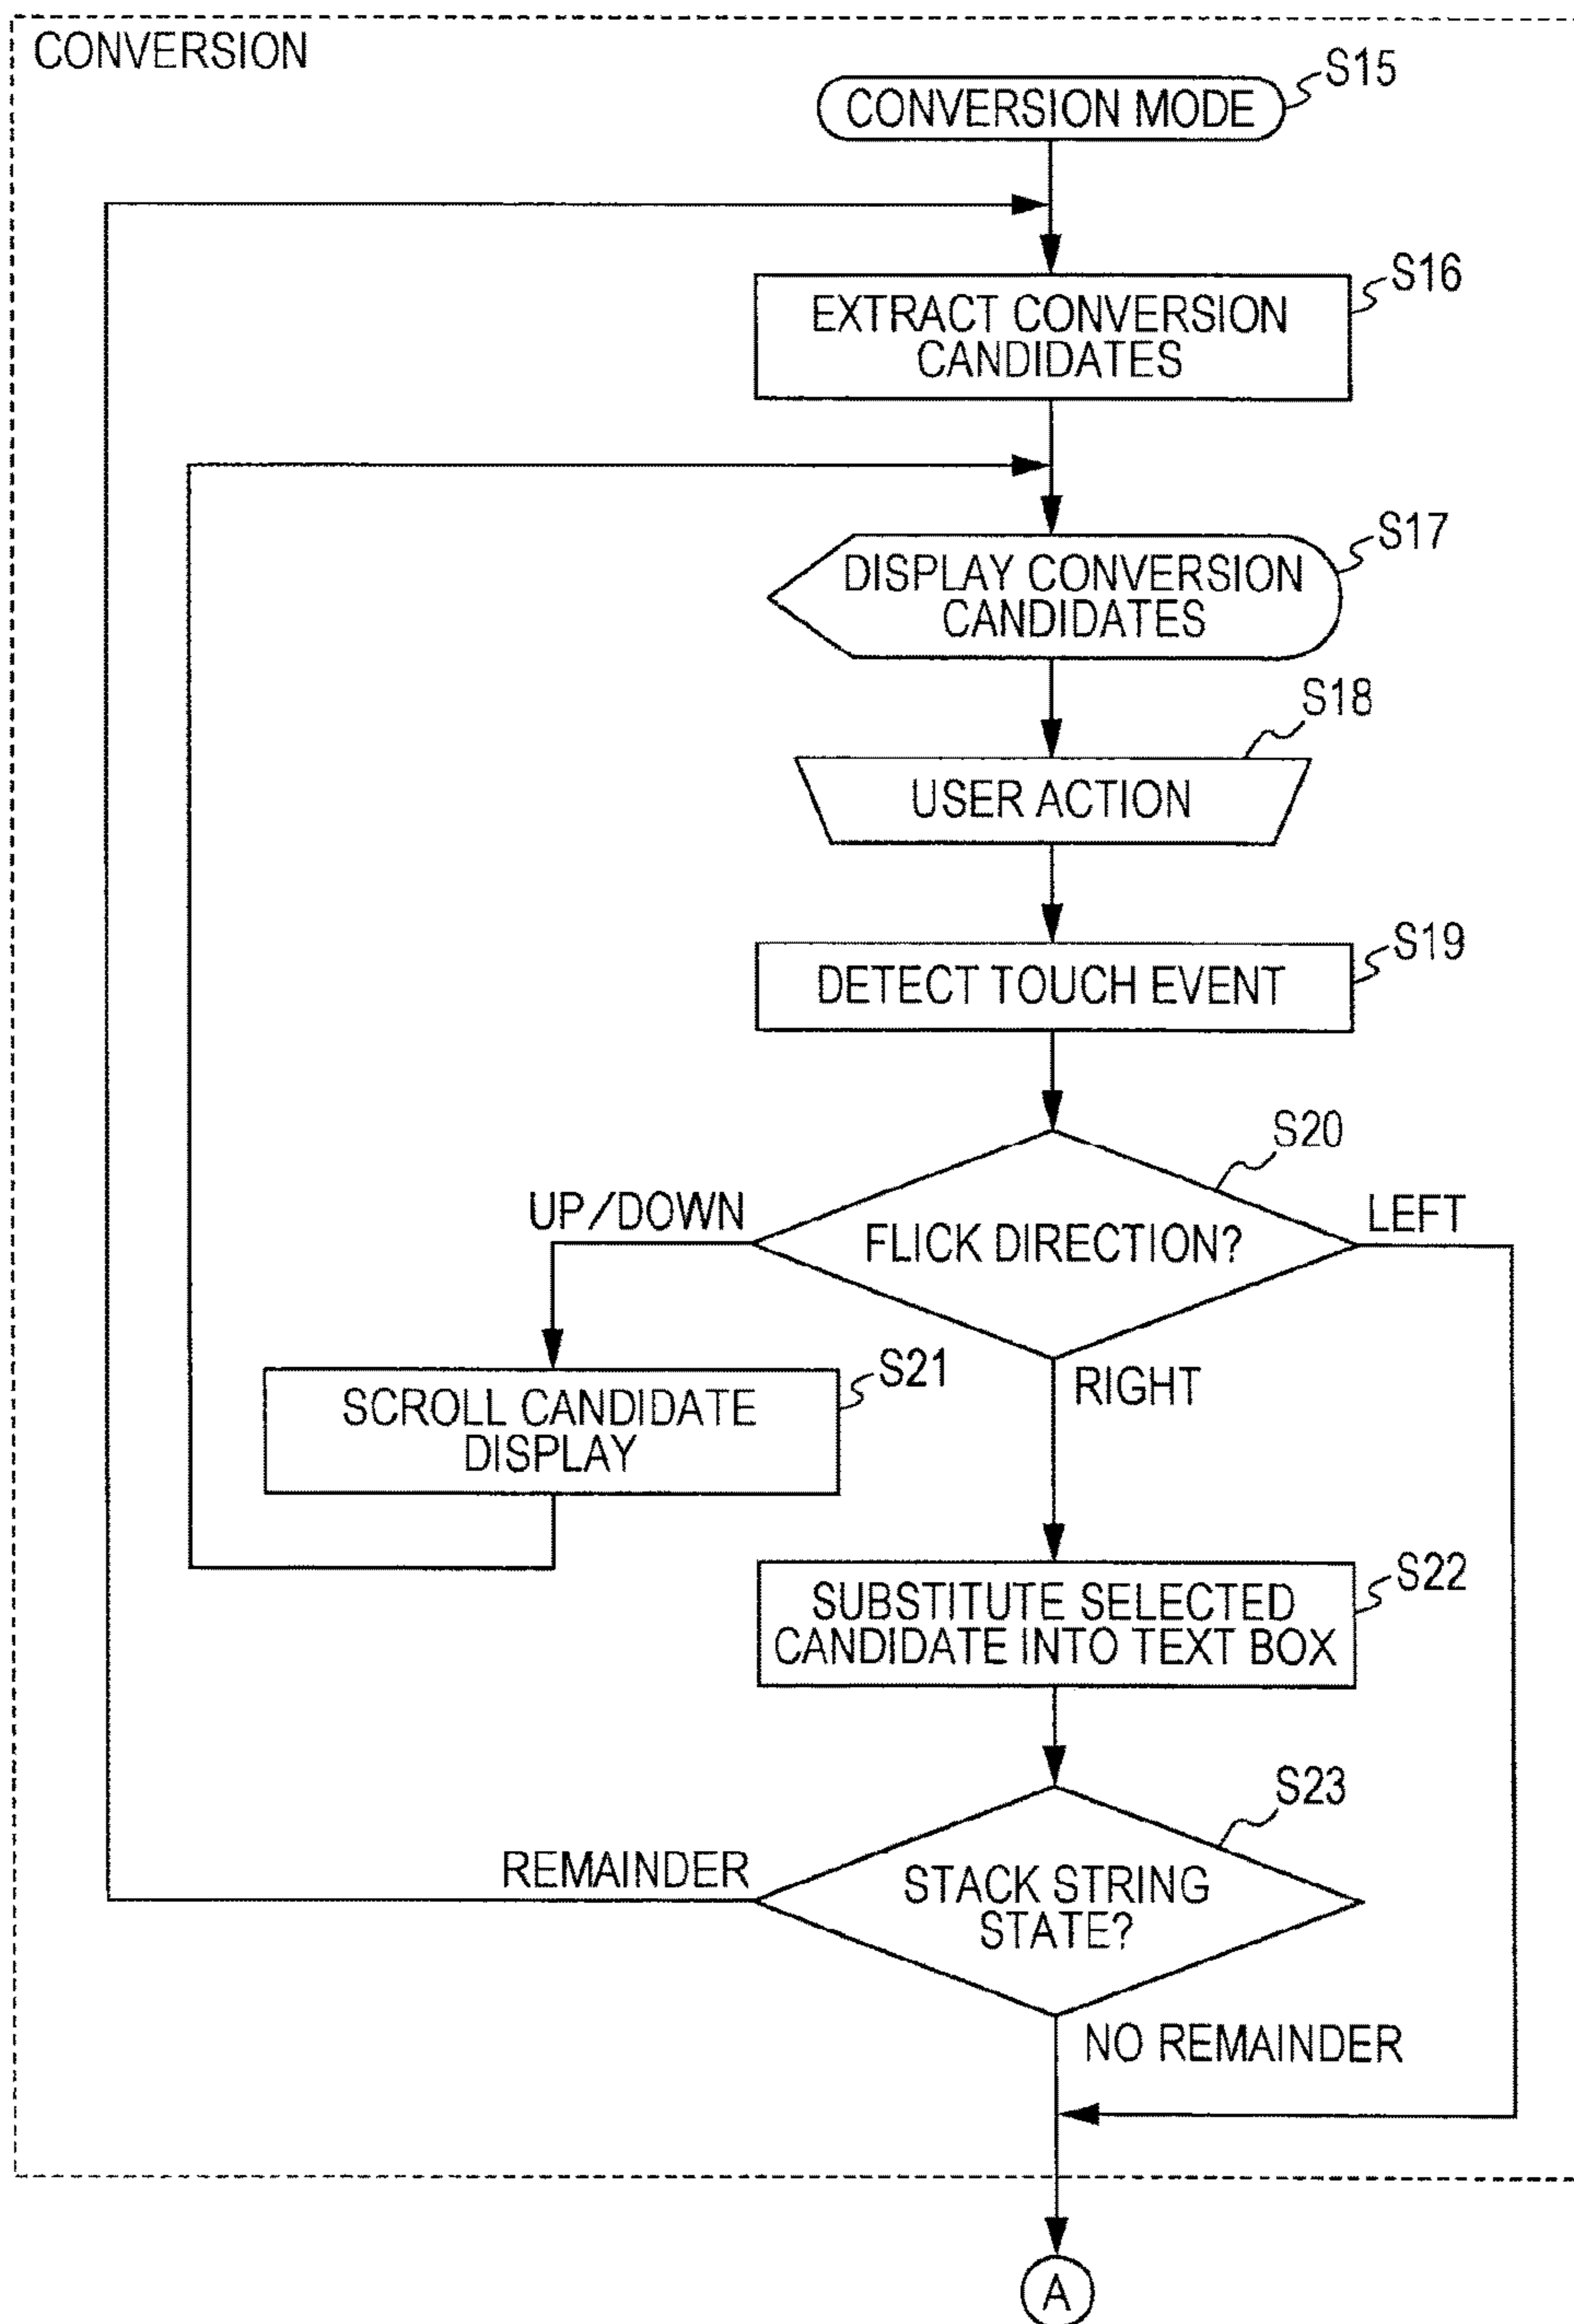 CONVERSION
S15
CONVERSION MODE
S16
EXTRACT CONVERSION
CANDIDATES
S17
DISPLAY CONVERSION
CANDIDATES
S18
USER ACTION
S19
DETECT TOUCH EVENT
S20
UP/DOWN
FLICK DIRECTION?
LEFT
RIGHT
S21
SCROLL CANDIDATE
DISPLAY
S22
SUBSTITUTE SELECTED
CANDIDATE INTO TEXT BOX
S23
REMAINDER
STACK STRING
STATE?
NO REMAINDER
A